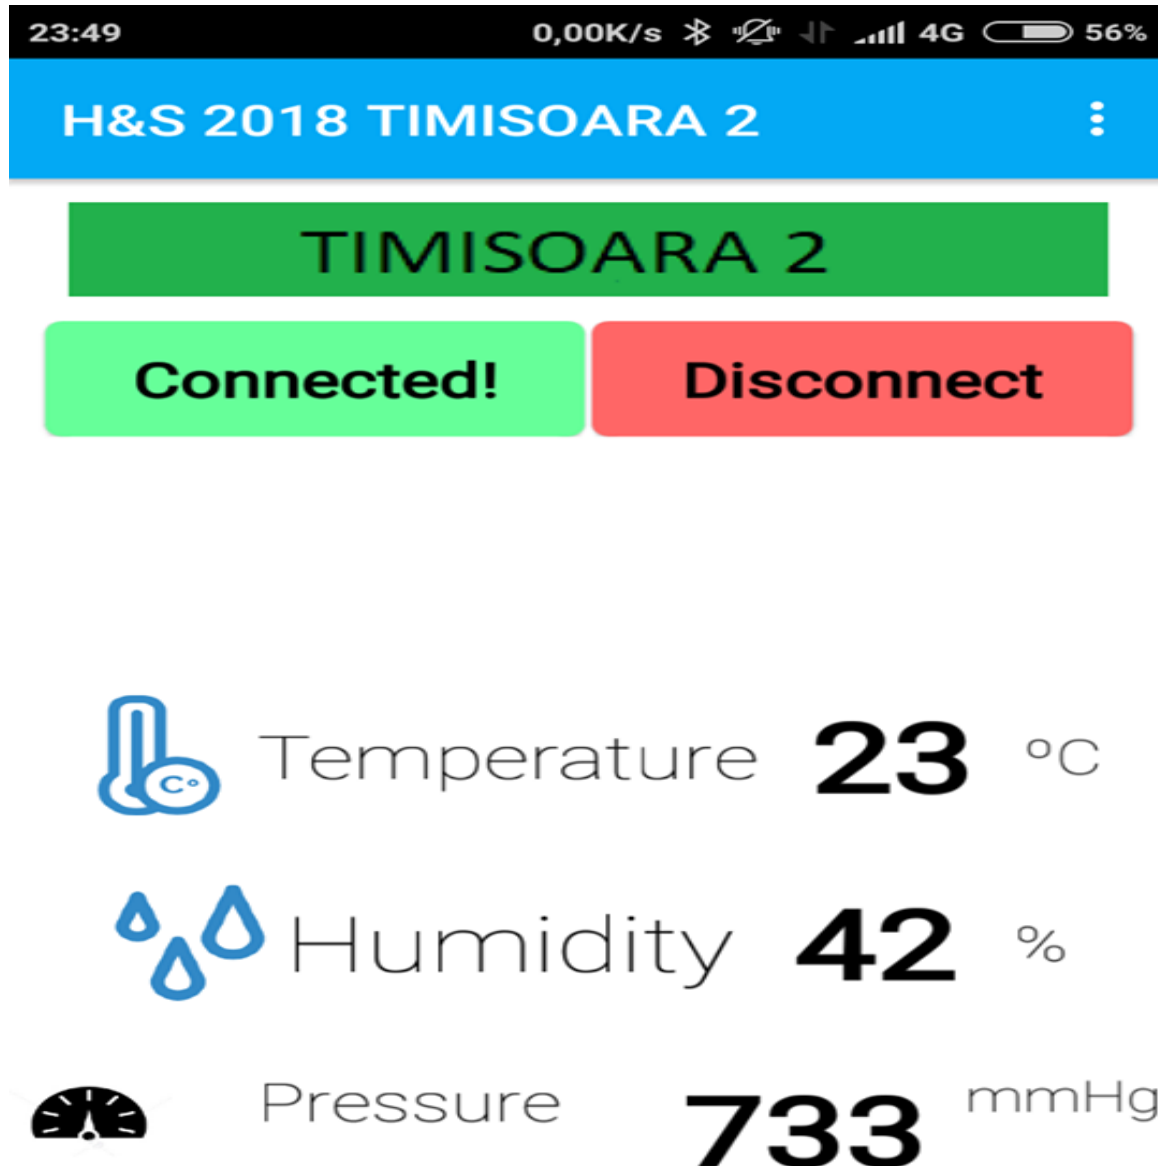 23:49 0,00K/s 4G 56%
H&S 2018 TIMISOARA 2
TIMISOARA 2
Connected! Disconnect
C° Temperature 23 ºC
Humidity 42 %
Pressure 733 mmHg